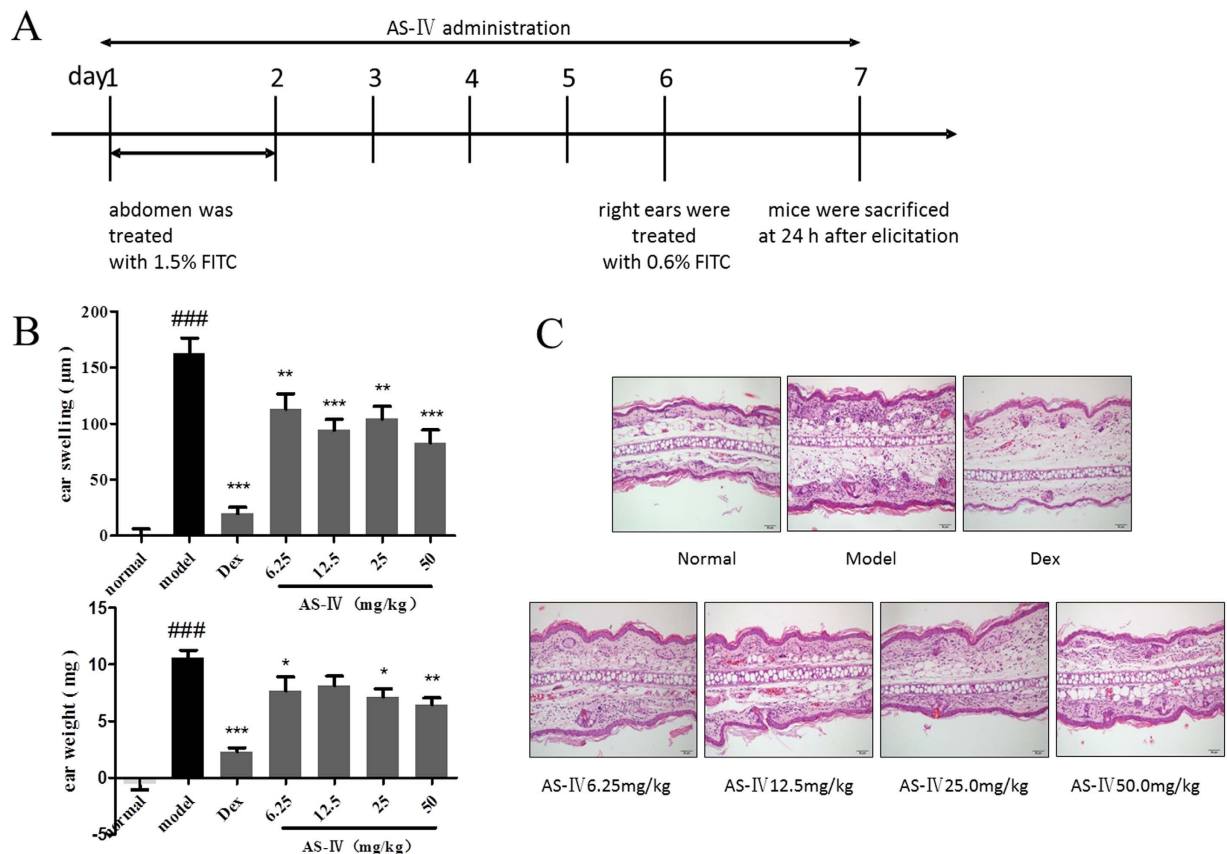 A
AS-Ⅳ administration
day1 2 3 4 5 6 7
abdomen was
treated
with 1.5% FITC
right ears were
treated
with 0.6% FITC
mice were sacrificed
at 24 h after elicitation
B
ear swelling ( μm )
200
150
100
50
0
###
***
**
***
**
***
normal model Dex 6.25 12.5 25 50
AS-Ⅳ (mg/kg)
ear weight ( mg )
15
10
5
0
-5
###
***
*
*
**
normal model Dex 6.25 12.5 25 50
AS-Ⅳ (mg/kg)
C
Normal Model Dex
AS-Ⅳ6.25mg/kg AS-Ⅳ12.5mg/kg AS-Ⅳ25.0mg/kg AS-Ⅳ50.0mg/kg